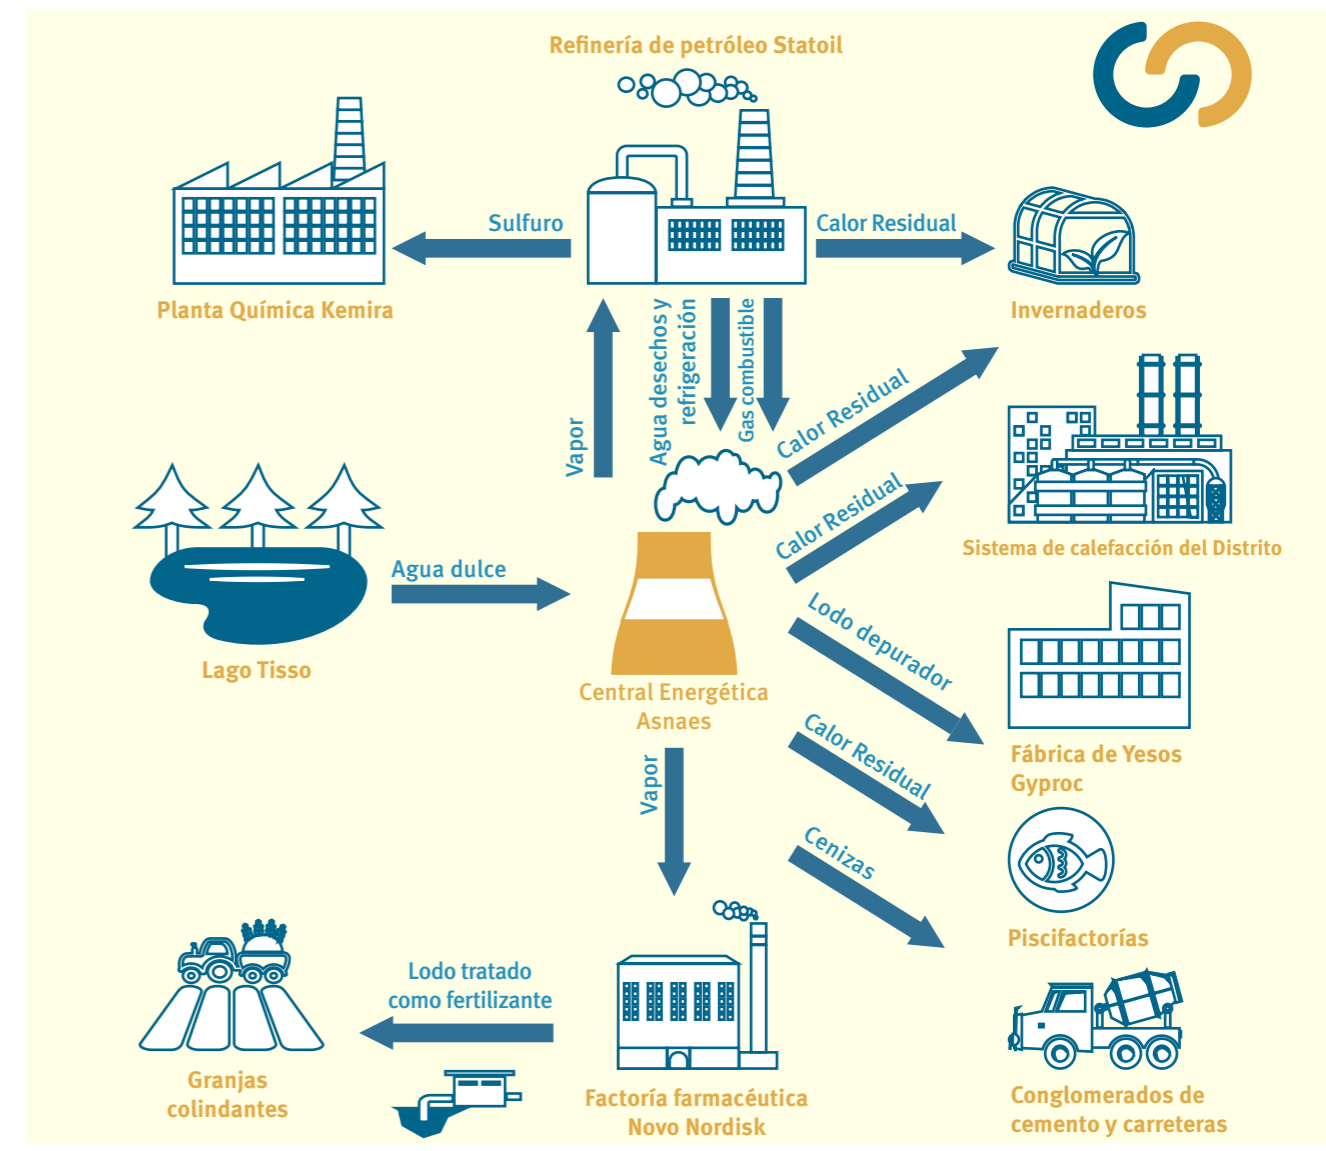 Refinería de petróleo Statoil
Sulfuro
Calor Residual
Planta Química Kemira
Invernaderos
Vapor
Agua desechos y
refrigeración
Gas combustible
Calor Residual
Calor Residual
Sistema de calefacción del Distrito
Agua dulce
Lago Tisso
Central Energética
Asnaes
Lodo depurador
Fábrica de Yesos
Gyproc
Vapor
Calor Residual
Piscifactorías
Cenizas
Conglomerados de
cemento y carreteras
Lodo tratado
como fertilizante
Granjas
colindantes
Factoría farmacéutica
Novo Nordisk